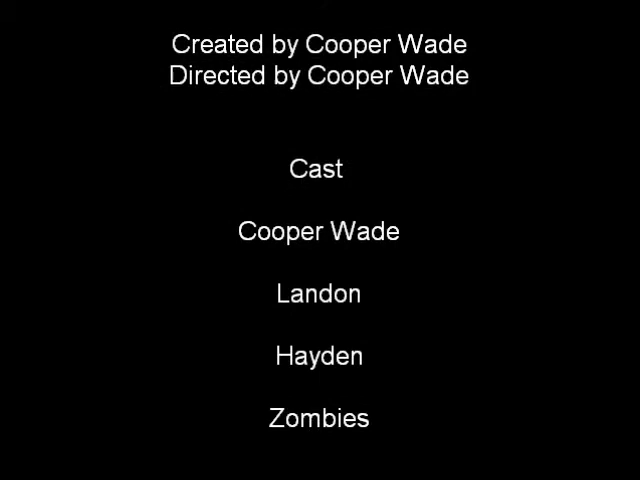 Created by Cooper Wade
Directed by Cooper Wade
Cast
Cooper Wade
Landon
Hayden
Zombies